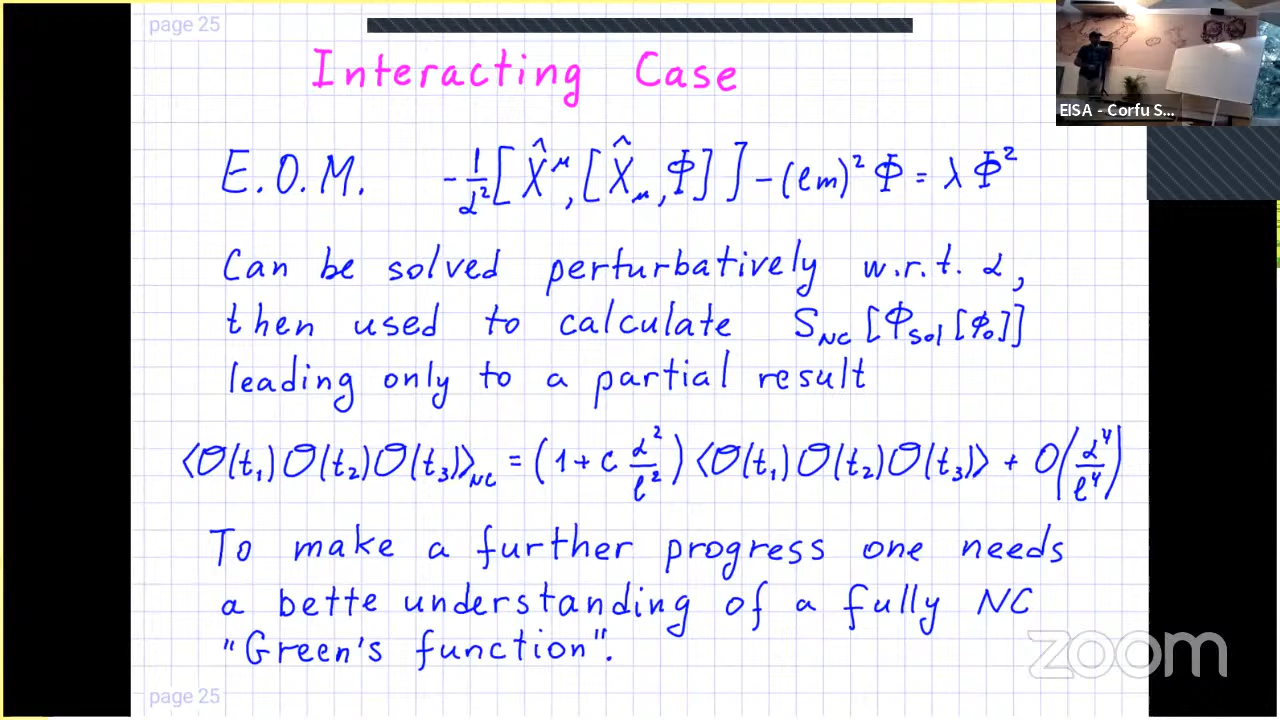 page 25
Interacting Case
EISA - Corfu S...
E.O.M. -1/α² [X̂^μ, [X̂_μ, Φ]] - (ℓm)² Φ = λ Φ²
Can be solved perturbatively w.r.t. α,
then used to calculate S_NC [Φ_sol [φ₀]]
leading only to a partial result
⟨O(t₁) O(t₂) O(t₃)⟩_NC = (1 + c α²/ℓ²) ⟨O(t₁) O(t₂) O(t₃)⟩ + O(α⁴/ℓ⁴)
To make a further progress one needs
a bette understanding of a fully NC
"Green's function".
zoom
page 25